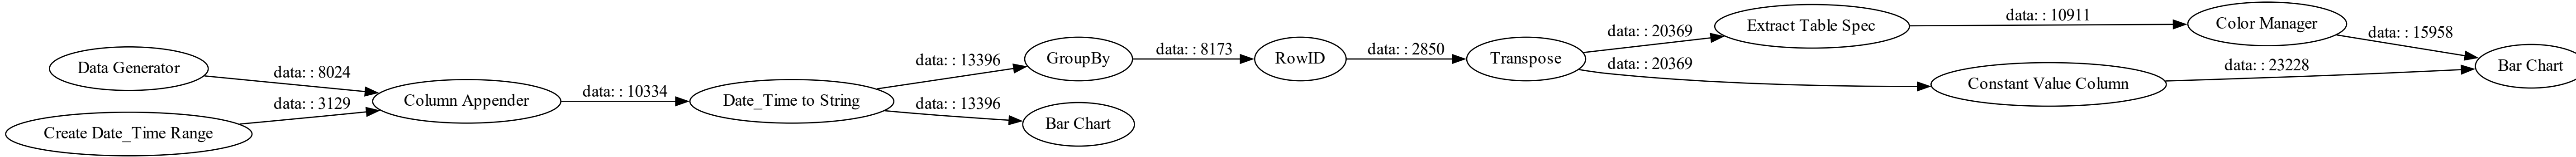 Data Generator
data: : 8024
Create Date_Time Range
data: : 3129
Column Appender
data: : 10334
Date_Time to String
data: : 13396
GroupBy
data: : 8173
RowID
data: : 2850
Transpose
data: : 13396
Bar Chart
data: : 20369
Extract Table Spec
data: : 10911
Color Manager
data: : 15958
data: : 20369
Constant Value Column
data: : 23228
Bar Chart